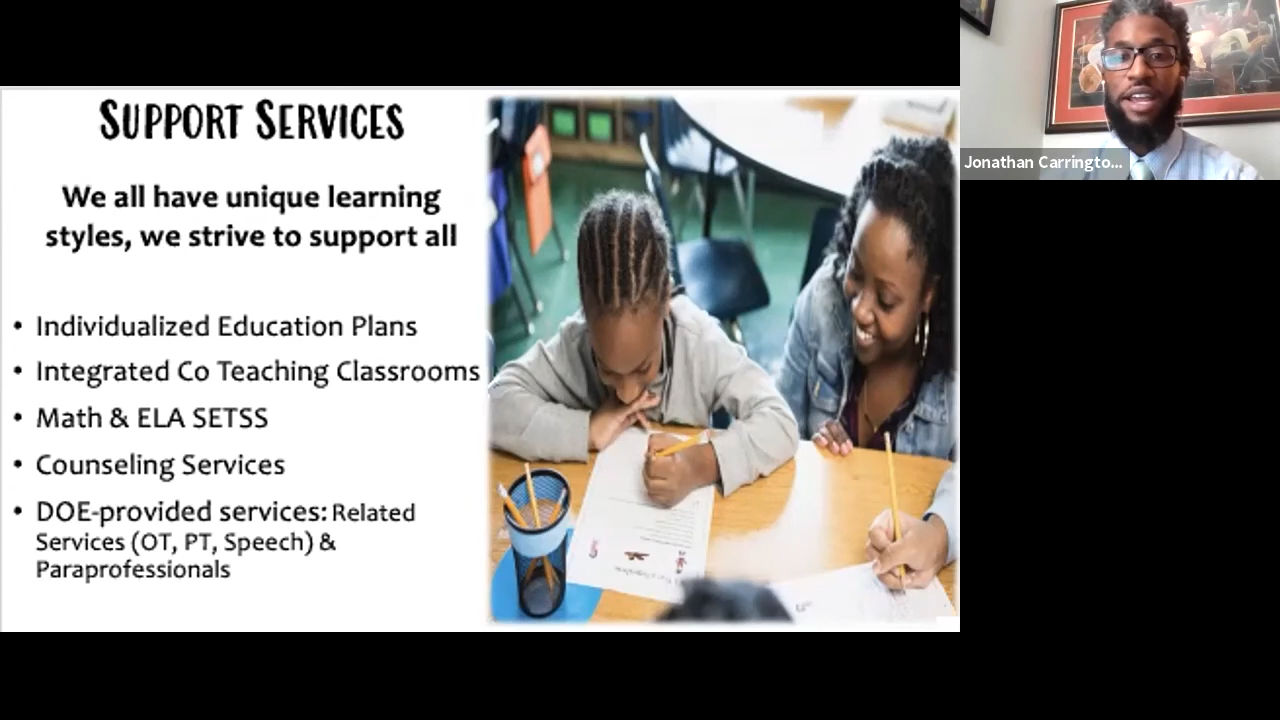 SUPPORT SERVICES
We all have unique learning
styles, we strive to support all
• Individualized Education Plans
• Integrated Co Teaching Classrooms
• Math & ELA SETSS
• Counseling Services
• DOE-provided services: Related
Services (OT, PT, Speech) &
Paraprofessionals
Jonathan Carringto...